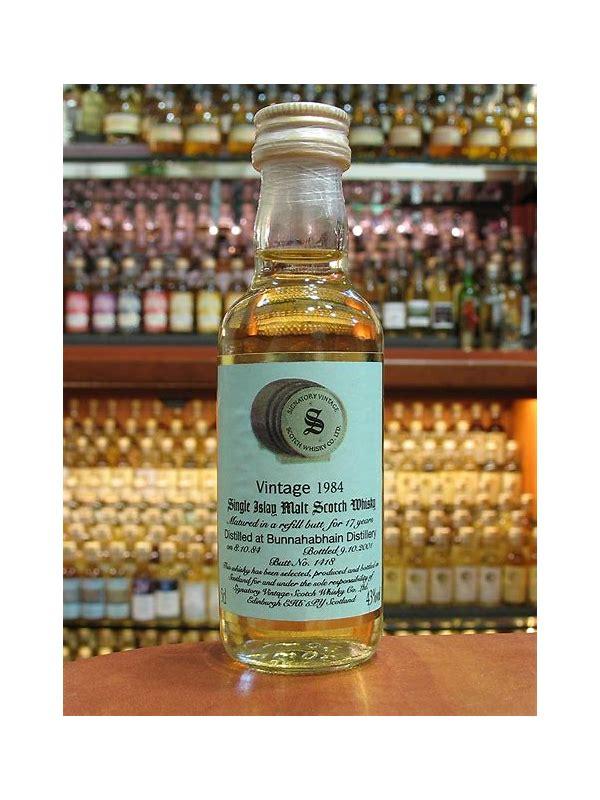 SIGNATORY VINTAGE
S
SCOTCH WHISKY CO. LTD.
Vintage 1984
Single Islay Malt Scotch Whisky
Matured in a refill butt, for 17 years
Distilled at Bunnahabhain Distillery
on 8.10.84 Bottled 9.10.2001
Butt No. 1418
This whisky has been selected, produced and bottled in
Scotland for and under the sole responsibility of
Signatory Vintage Scotch Whisky Co. Ltd.
Edinburgh EH6 5PY Scotland
43%